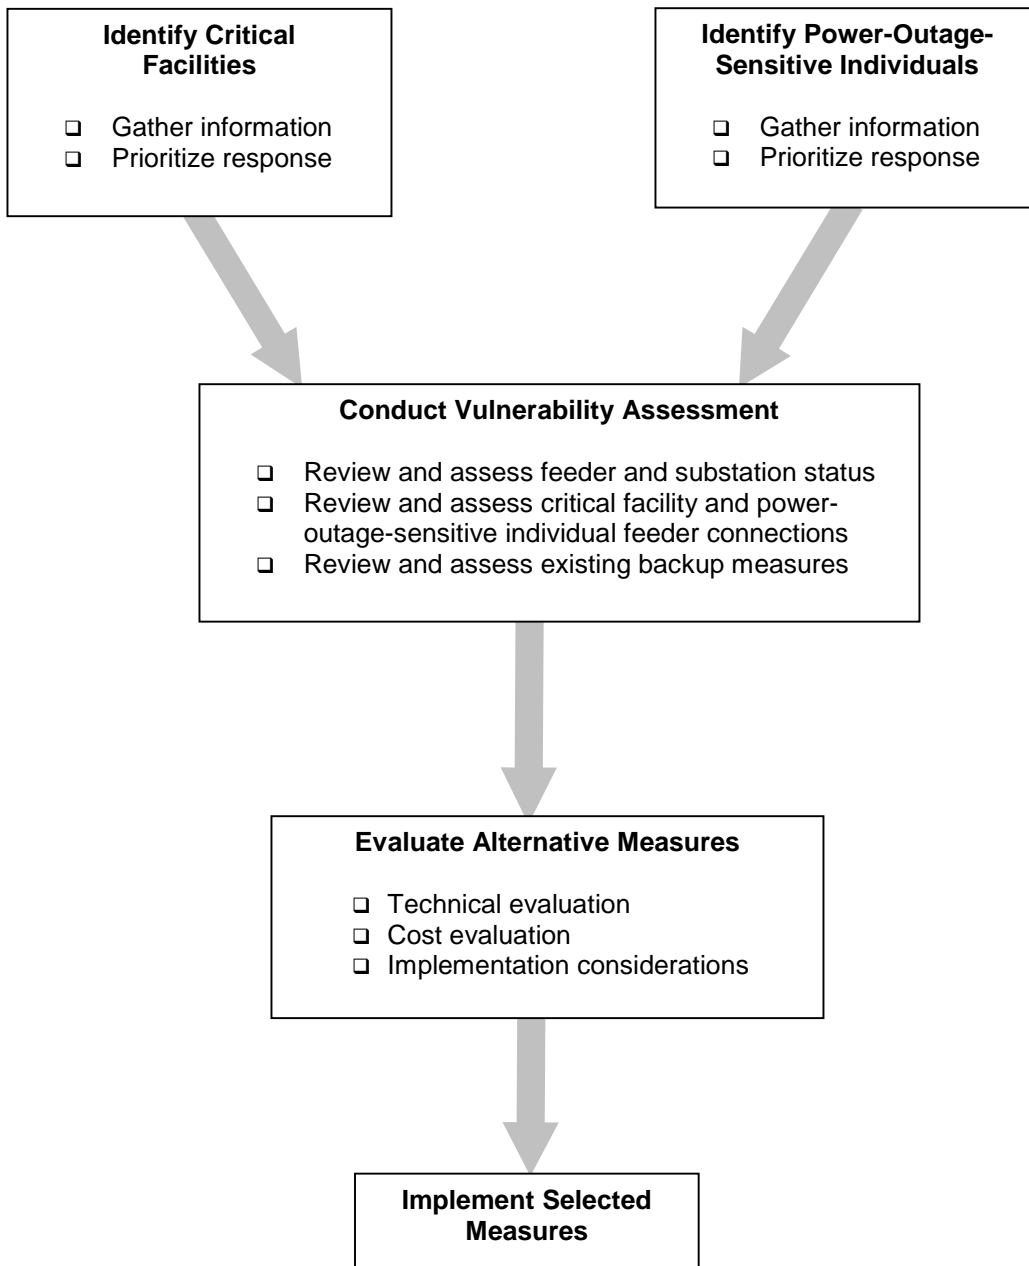 Identify Critical
Facilities
❑ Gather information
❑ Prioritize response
Identify Power-Outage-
Sensitive Individuals
❑ Gather information
❑ Prioritize response
Conduct Vulnerability Assessment
❑ Review and assess feeder and substation status
❑ Review and assess critical facility and power-
outage-sensitive individual feeder connections
❑ Review and assess existing backup measures
Evaluate Alternative Measures
❑ Technical evaluation
❑ Cost evaluation
❑ Implementation considerations
Implement Selected
Measures